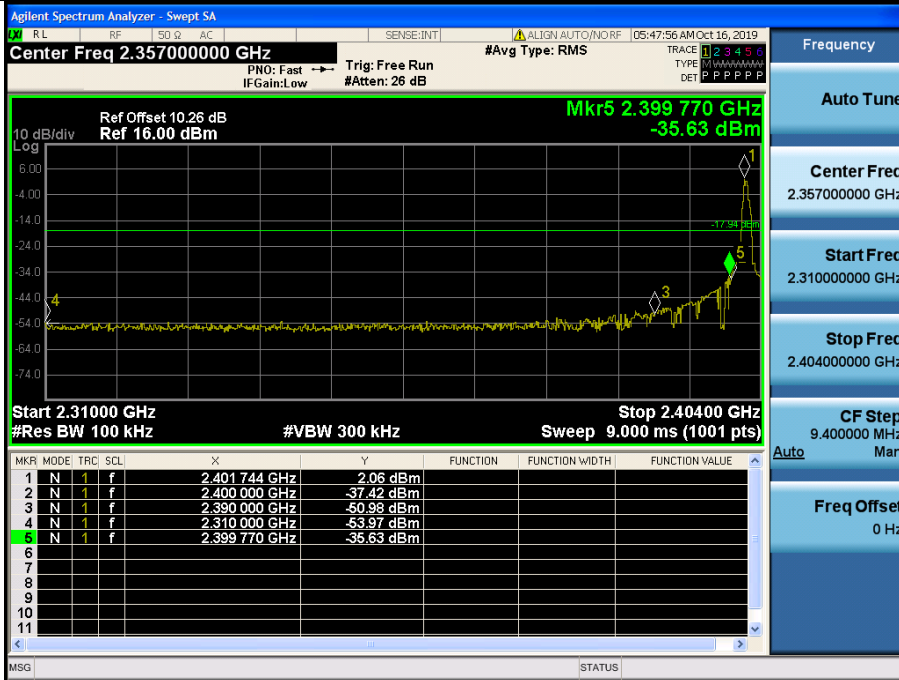 Agilent Spectrum Analyzer - Swept SA
LXI RL RF 50 Ω AC SENSE:INT ALIGN AUTO/NO RF 05:47:56 AM Oct 16, 2019
Center Freq 2.357000000 GHz
#Avg Type: RMS
TRACE 1 2 3 4 5 6
PNO: Fast
Trig: Free Run
TYPE M W W W W W
IFGain:Low
#Atten: 26 dB
DET P P P P P P
Mkr5 2.399 770 GHz
-35.63 dBm
Ref Offset 10.26 dB
10 dB/div Ref 16.00 dBm
Log
6.00
-4.00
-14.0
-24.0
-34.0
-44.0
-54.0
-64.0
-74.0
1
-17.94 dBm
5
3
4
Start 2.31000 GHz Stop 2.40400 GHz
#Res BW 100 kHz #VBW 300 kHz Sweep 9.000 ms (1001 pts)
MKR MODE TRC SCL X Y FUNCTION FUNCTION WIDTH FUNCTION VALUE
1 N 1 f 2.401 744 GHz 2.06 dBm
2 N 1 f 2.400 000 GHz -37.42 dBm
3 N 1 f 2.390 000 GHz -50.98 dBm
4 N 1 f 2.310 000 GHz -53.97 dBm
5 N 1 f 2.399 770 GHz -35.63 dBm
6
7
8
9
10
11
MSG STATUS
Frequency
Auto Tune
Center Freq
2.357000000 GHz
Start Freq
2.310000000 GHz
Stop Freq
2.404000000 GHz
CF Step
9.400000 MHz
Auto Man
Freq Offset
0 Hz